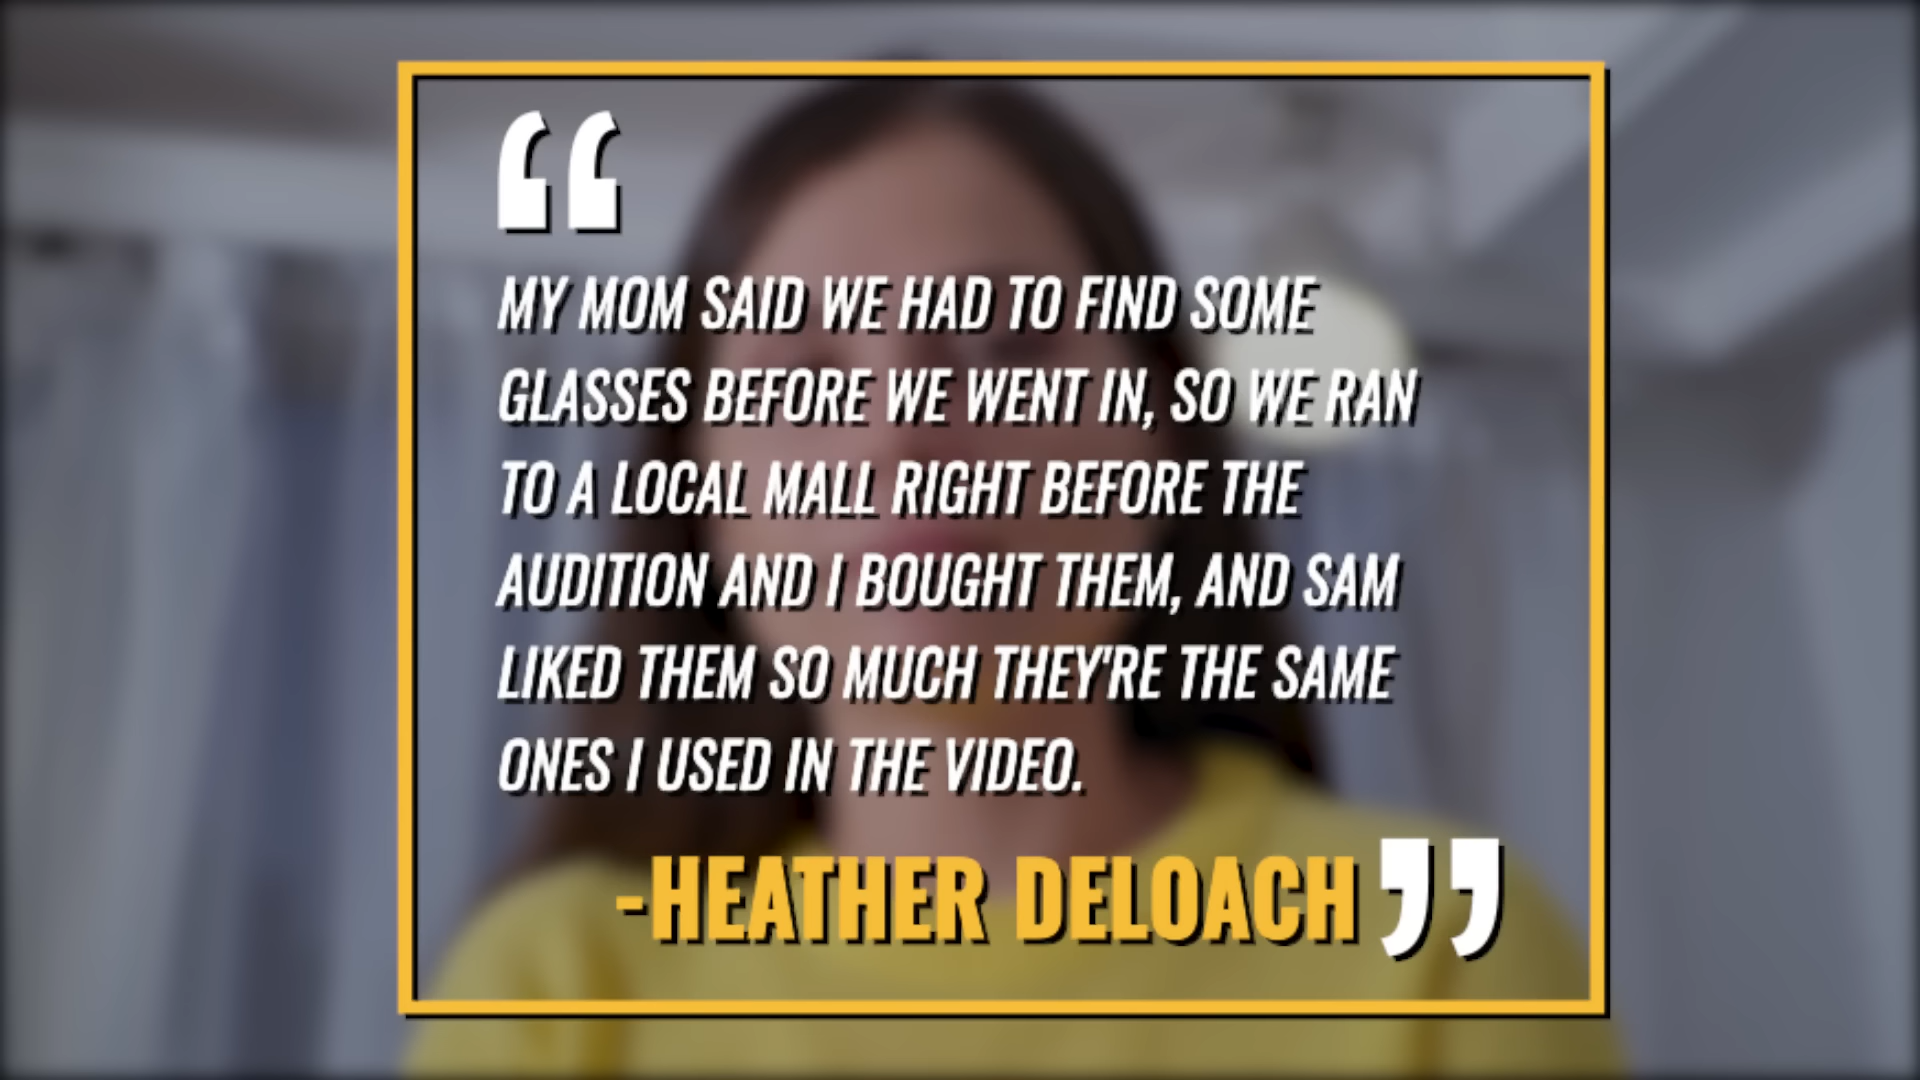 “
MY MOM SAID WE HAD TO FIND SOME
GLASSES BEFORE WE WENT IN, SO WE RAN
TO A LOCAL MALL RIGHT BEFORE THE
AUDITION AND I BOUGHT THEM, AND SAM
LIKED THEM SO MUCH THEY'RE THE SAME
ONES I USED IN THE VIDEO.
-HEATHER DELOACH ”